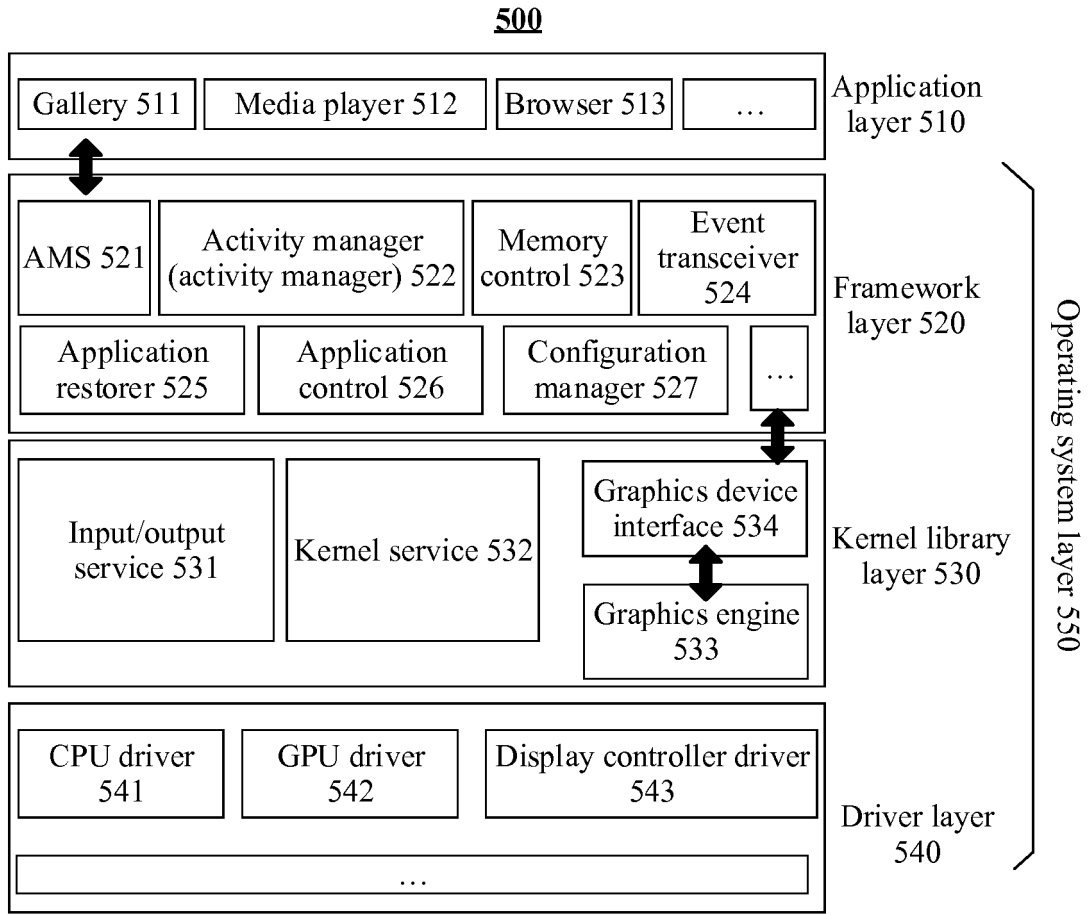 500
Gallery 511
Media player 512
Browser 513
…
Application
layer 510
AMS 521
Activity manager
(activity manager) 522
Memory
control 523
Event
transceiver
524
Framework
layer 520
Application
restorer 525
Application
control 526
Configuration
manager 527
…
Input/output
service 531
Kernel service 532
Graphics device
interface 534
Graphics engine
533
Kernel library
layer 530
CPU driver
541
GPU driver
542
Display controller driver
543
…
Driver layer
540
Operating system layer 550